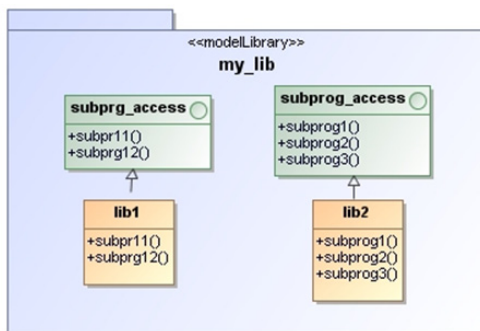 <<modelLibrary>>
my_lib
subprg_access
+subpr11()
+subprg12()
subprog_access
+subprog1()
+subprog2()
+subprog3()
lib1
+subpr11()
+subprg12()
lib2
+subprog1()
+subprog2()
+subprog3()